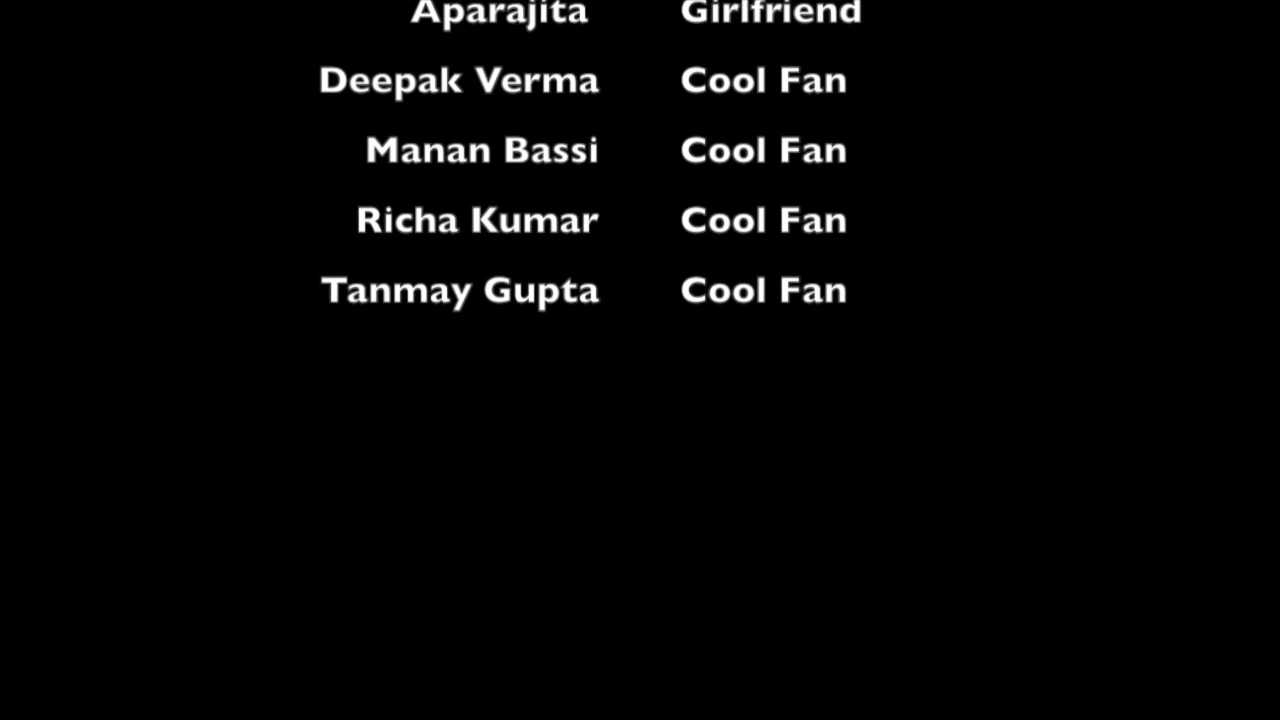 Aparajita Girlfriend
Deepak Verma Cool Fan
Manan Bassi Cool Fan
Richa Kumar Cool Fan
Tanmay Gupta Cool Fan